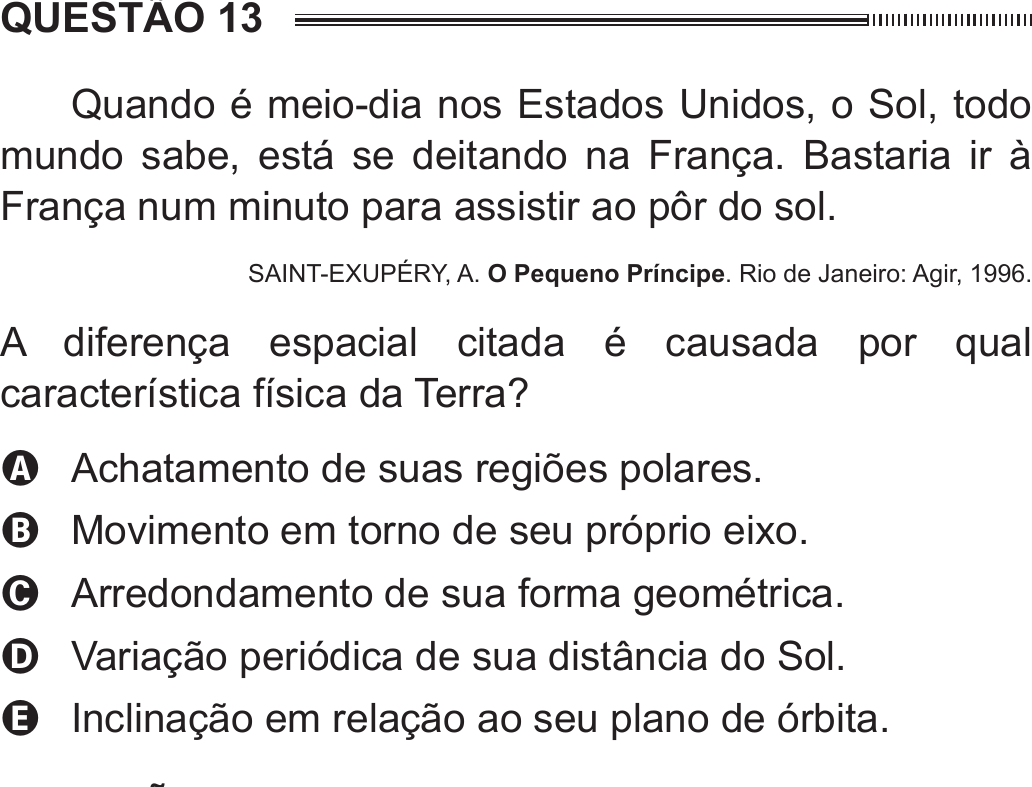 QUESTÃO 13
Quando é meio-dia nos Estados Unidos, o Sol, todo
mundo sabe, está se deitando na França. Bastaria ir à
França num minuto para assistir ao pôr do sol.
SAINT-EXUPÉRY, A. O Pequeno Príncipe. Rio de Janeiro: Agir, 1996.
A diferença espacial citada é causada por qual
característica física da Terra?
A Achatamento de suas regiões polares.
B Movimento em torno de seu próprio eixo.
C Arredondamento de sua forma geométrica.
D Variação periódica de sua distância do Sol.
E Inclinação em relação ao seu plano de órbita.